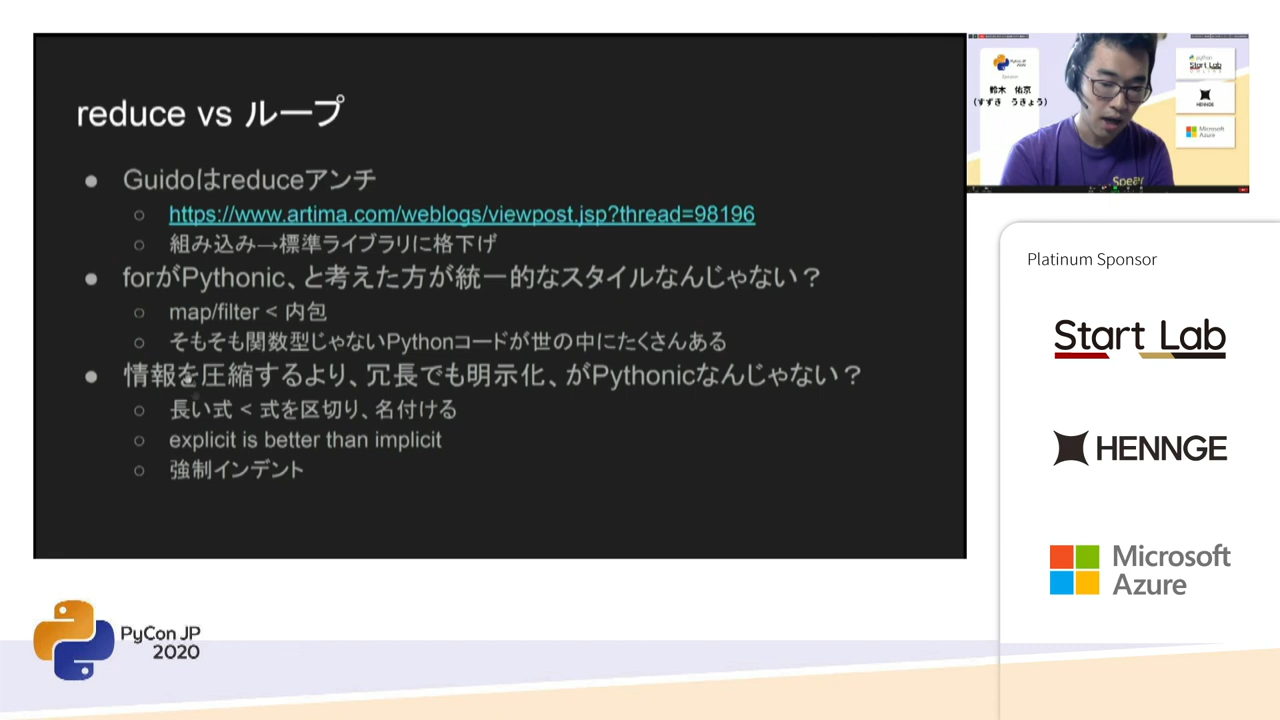 reduce vs ループ
● Guidoはreduceアンチ
○ https://www.artima.com/weblogs/viewpost.jsp?thread=98196
○ 組み込み→標準ライブラリに格下げ
● forがPythonic、と考えた方が統一的なスタイルなんじゃない？
○ map/filter < 内包
○ そもそも関数型じゃないPythonコードが世の中にたくさんある
● 情報を圧縮するより、冗長でも明示化、がPythonicなんじゃない？
○ 長い式 < 式を区切り、名付ける
○ explicit is better than implicit
○ 強制インデント
PyCon JP
2020
鈴木 佑京
（すずき うきょう）
python
Start Lab
HENNGE
Microsoft
Azure
Platinum Sponsor
Start Lab
HENNGE
Microsoft
Azure
PyCon JP
2020